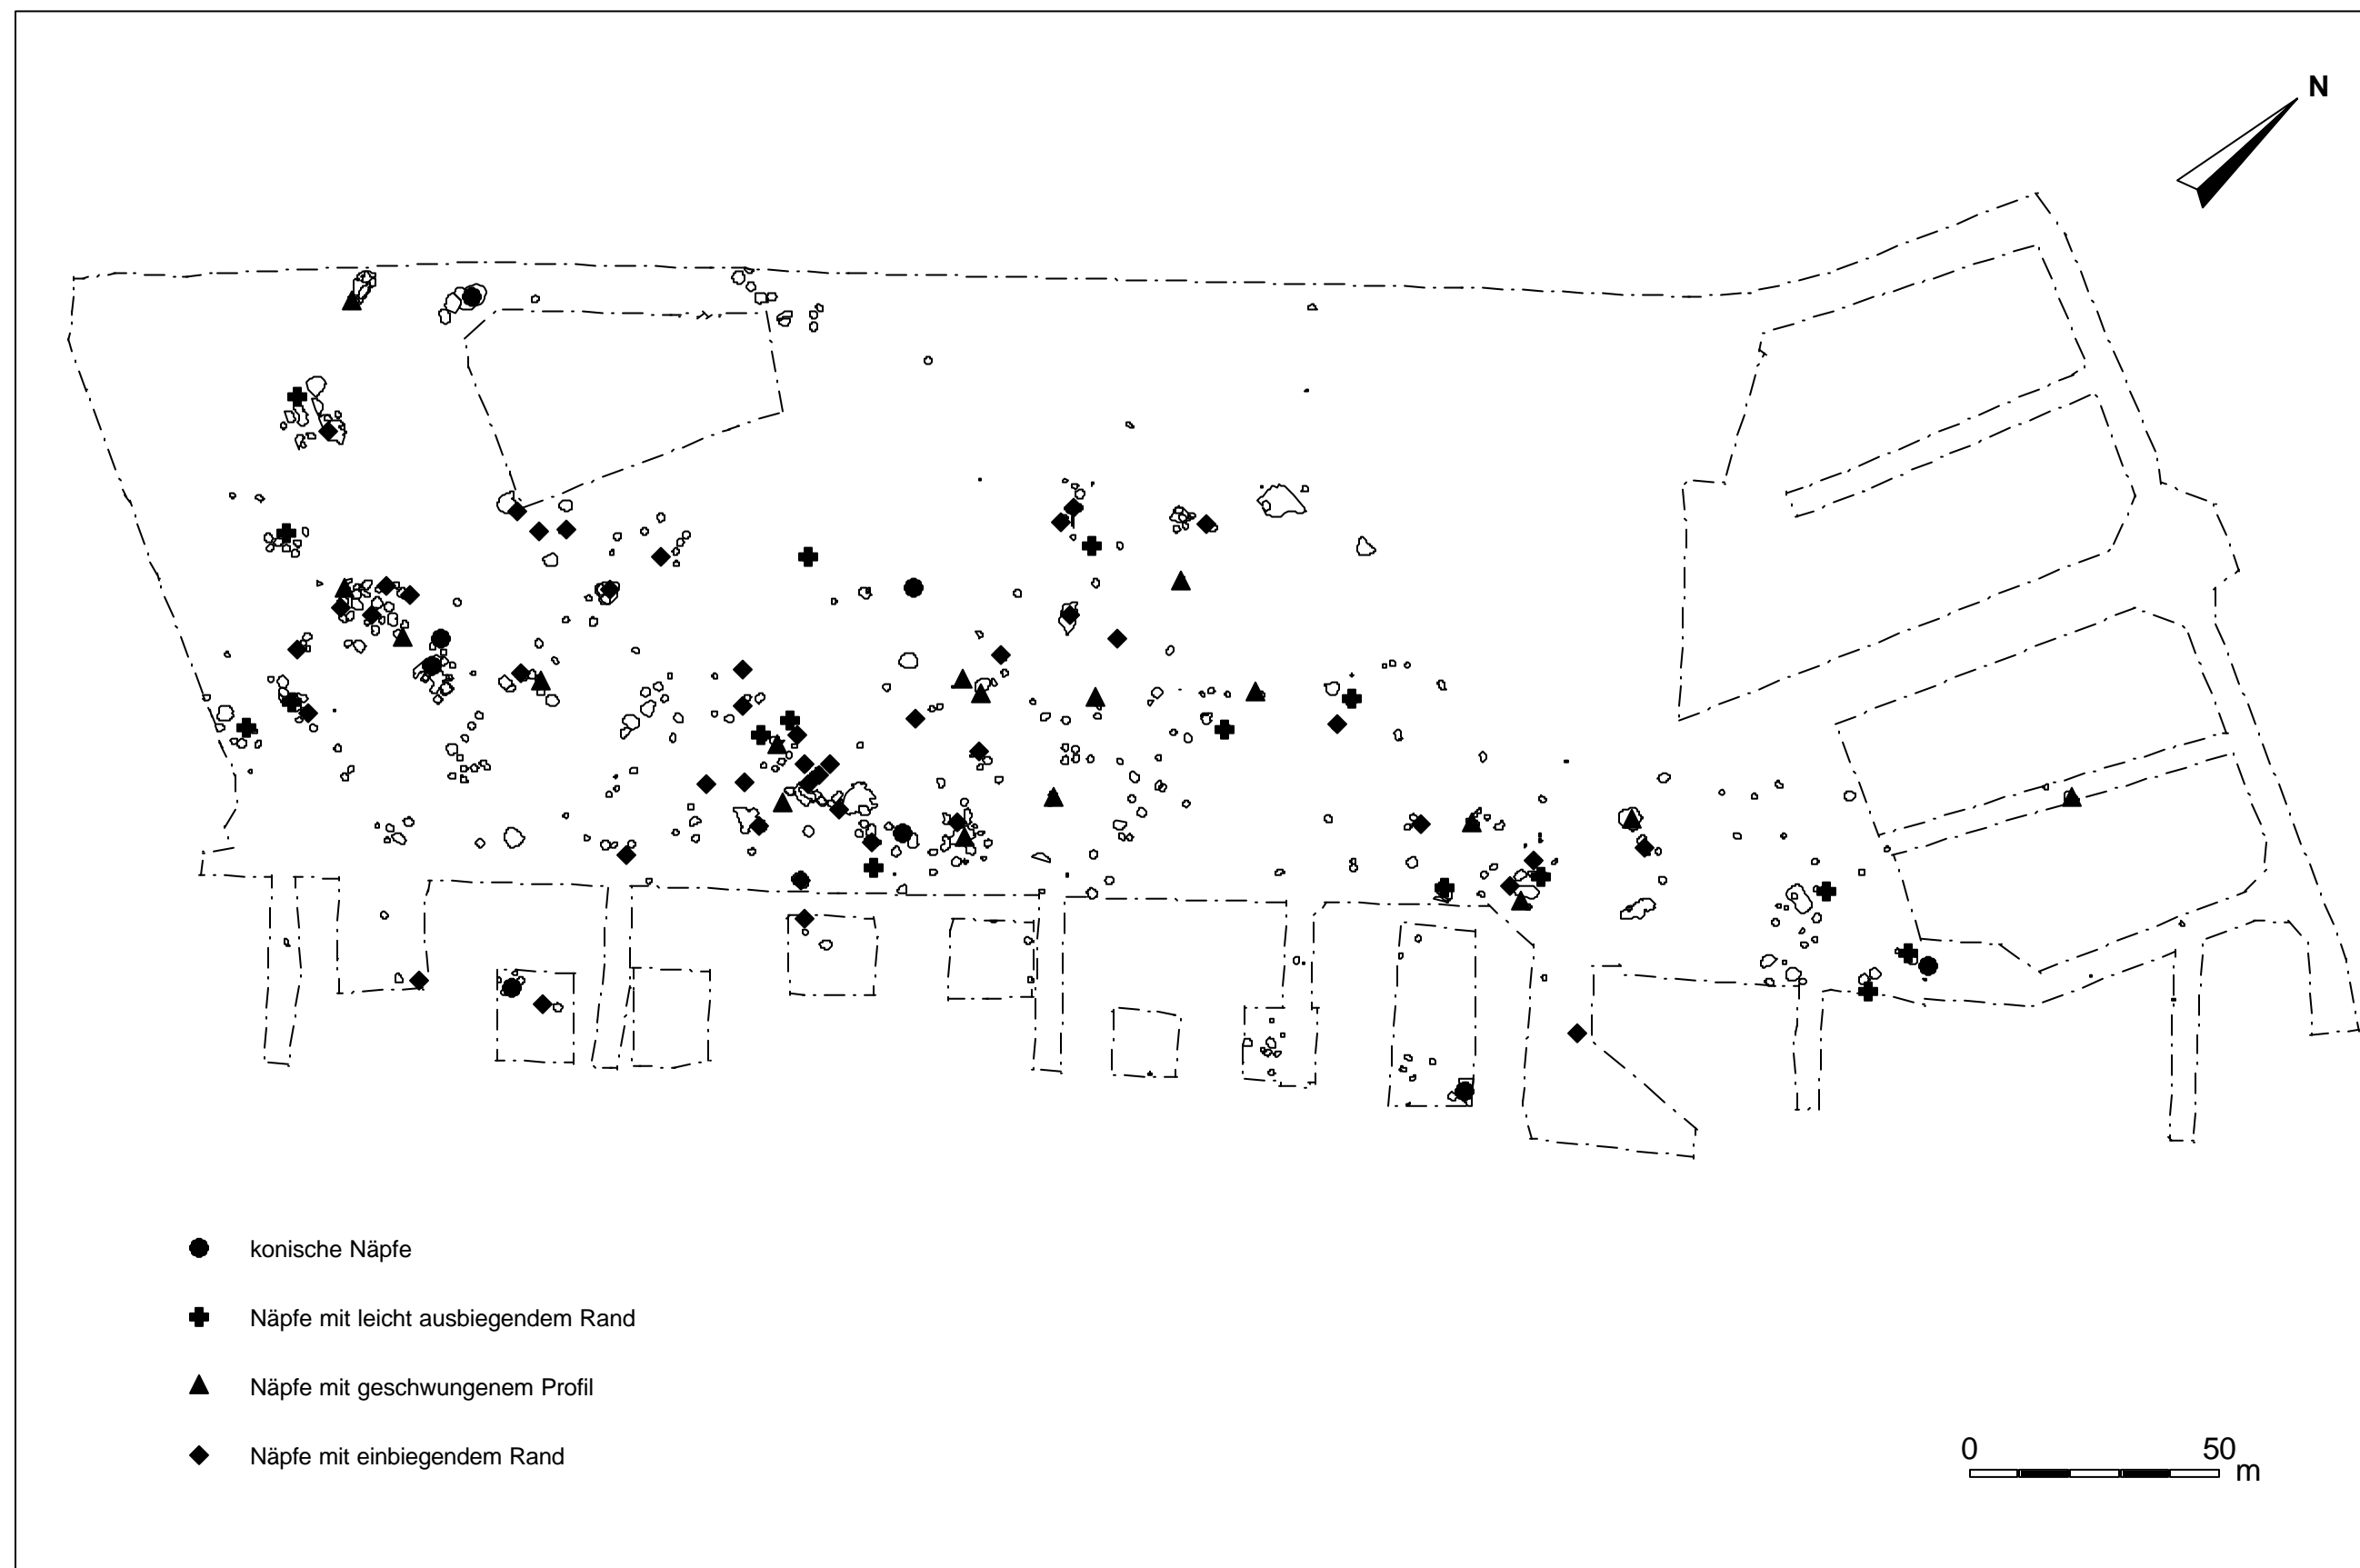 N
konische Näpfe
Näpfe mit leicht ausbiegendem Rand
Näpfe mit geschwungenem Profil
Näpfe mit einbiegendem Rand
0 50
m